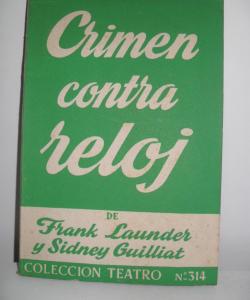 Crimen
contra
reloj
DE
Frank Launder
y Sidney Guilliat
COLECCION TEATRO Nº 314